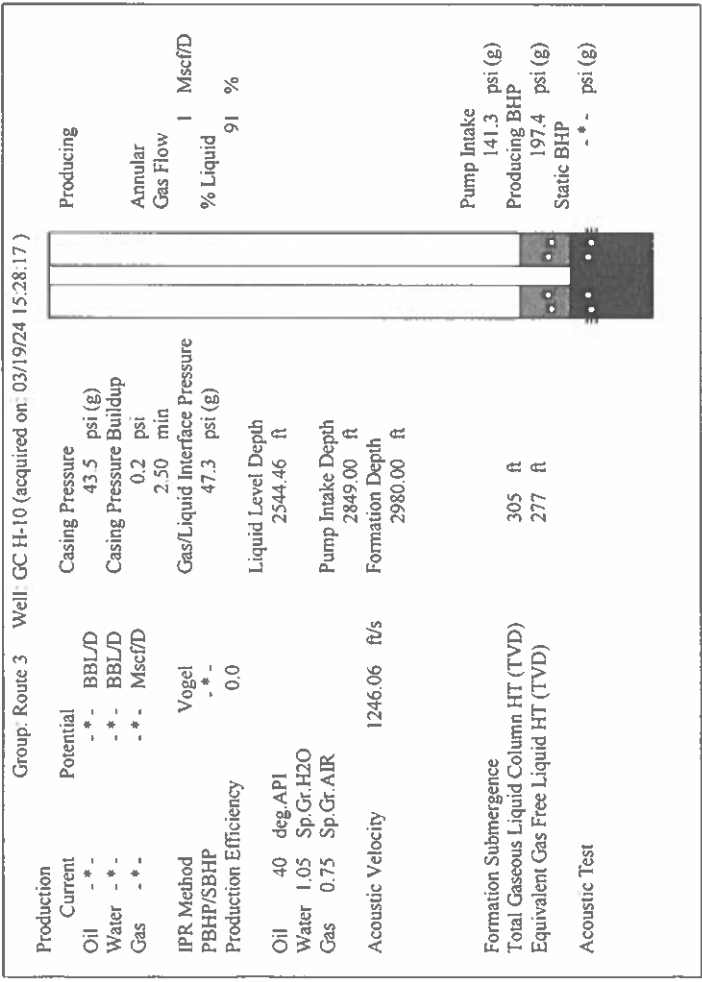 Group: Route 3 Well: GC H-10 (acquired on: 03/19/24 15:28:17 )
Production
Current Potential
Oil - * - - * - BBL/D
Water - * - - * - BBL/D
Gas - * - - * - Mscf/D
IPR Method Vogel
PBHP/SBHP - * -
Production Efficiency 0.0
Oil 1.40 deg.API
Water 1.05 Sp.Gr.H2O
Gas 0.75 Sp.Gr.AIR
Acoustic Velocity 1246.06 ft/s
Formation Submergence
Total Gaseous Liquid Column HT (TVD) 305 ft
Equivalent Gas Free Liquid HT (TVD) 277 ft
Acoustic Test
Casing Pressure
43.5 psi (g)
Casing Pressure Buildup
0.2 psi
2.50 min
Gas/Liquid Interface Pressure
47.3 psi (g)
Liquid Level Depth
2544.46 ft
Pump Intake Depth
2849.00 ft
Formation Depth
2980.00 ft
Producing
Annular
Gas Flow 1 Mscf/D
% Liquid
91 %
Pump Intake
141.3 psi (g)
Producing BHP
197.4 psi (g)
Static BHP
- * - psi (g)